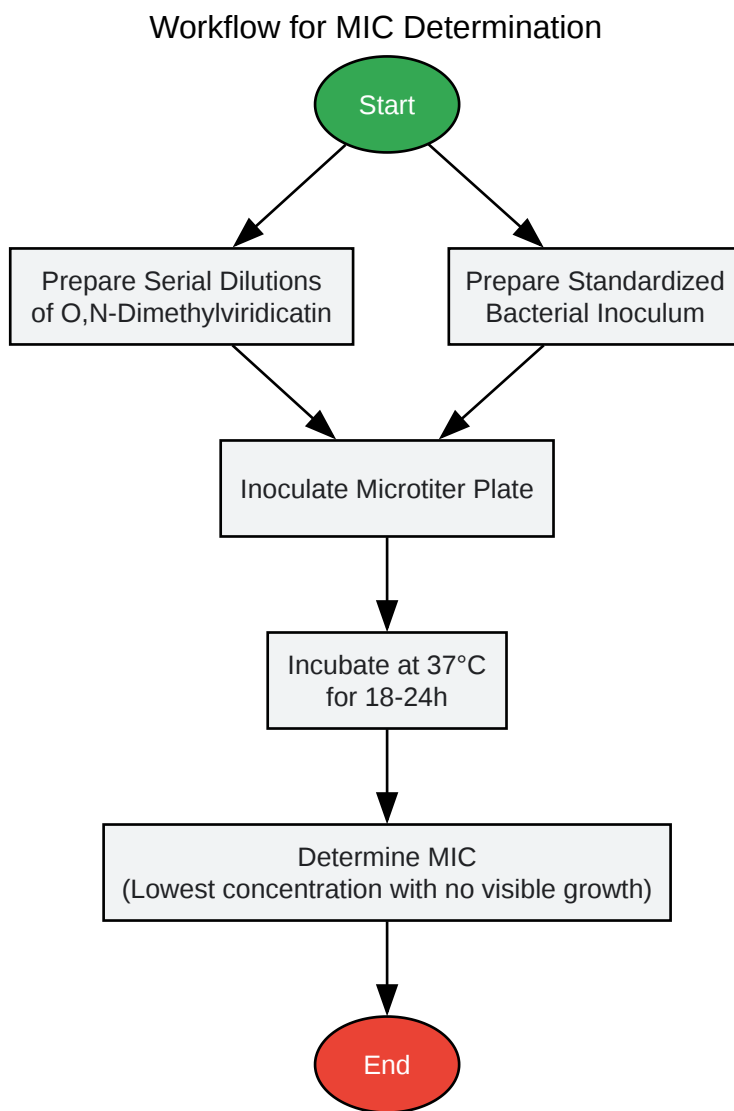 Workflow for MIC Determination
Start
Prepare Serial Dilutions
of O,N-Dimethylviridicatin
Prepare Standardized
Bacterial Inoculum
Inoculate Microtiter Plate
Incubate at 37°C
for 18-24h
Determine MIC
(Lowest concentration with no visible growth)
End